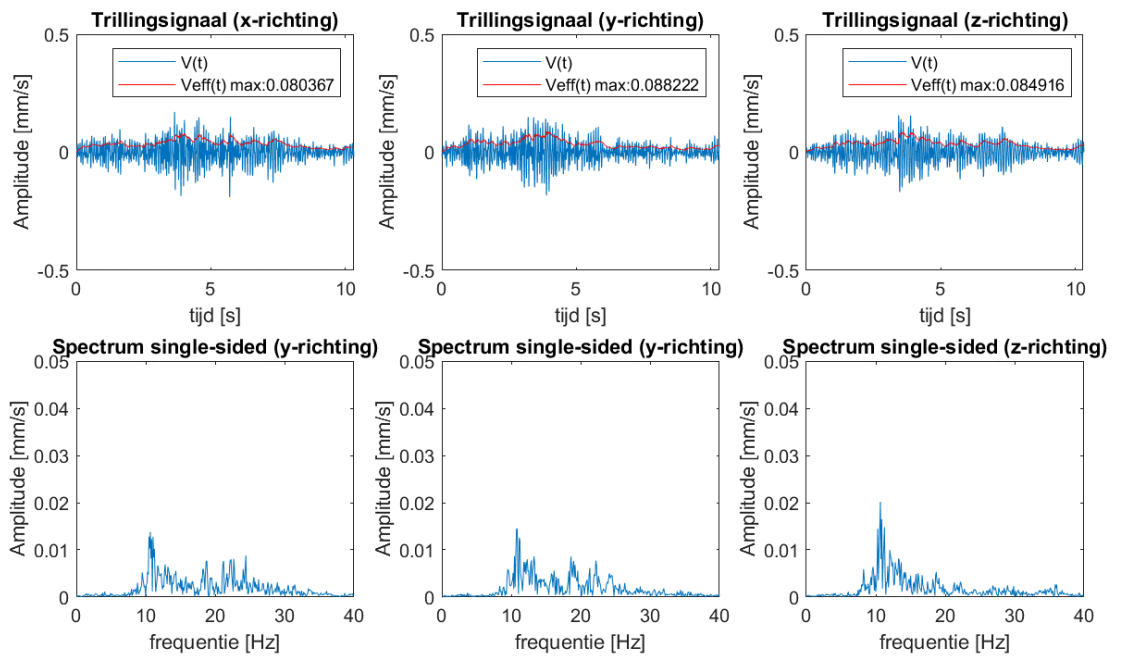 Trillingsignaal (x-richting)
0.5
0
-0.5
Amplitude [mm/s]
V(t)
Veff(t) max:0.080367
0 5 10
tijd [s]
Trillingsignaal (y-richting)
0.5
0
-0.5
Amplitude [mm/s]
V(t)
Veff(t) max:0.088222
0 5 10
tijd [s]
Trillingsignaal (z-richting)
0.5
0
-0.5
Amplitude [mm/s]
V(t)
Veff(t) max:0.084916
0 5 10
tijd [s]
Spectrum single-sided (y-richting)
0.05
0.04
0.03
0.02
0.01
0
Amplitude [mm/s]
0 10 20 30 40
frequentie [Hz]
Spectrum single-sided (y-richting)
0.05
0.04
0.03
0.02
0.01
0
Amplitude [mm/s]
0 10 20 30 40
frequentie [Hz]
Spectrum single-sided (z-richting)
0.05
0.04
0.03
0.02
0.01
0
Amplitude [mm/s]
0 10 20 30 40
frequentie [Hz]